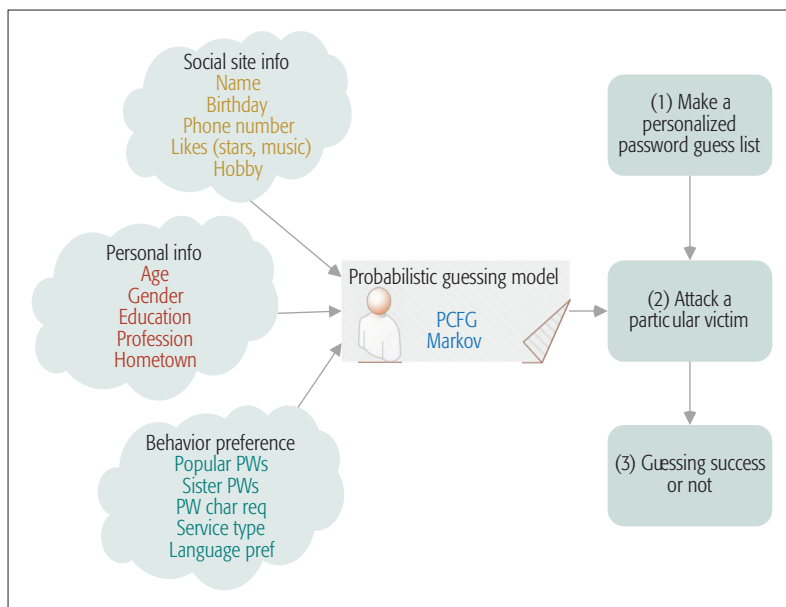 Social site info
Name
Birthday
Phone number
Likes (stars, music)
Hobby
Personal info
Age
Gender
Education
Profession
Hometown
Behavior preference
Popular PWs
Sister PWs
PW char req
Service type
Language pref
Probabilistic guessing model
PCFG
Markov
(1) Make a
personalized
password guess list
(2) Attack a
particular victim
(3) Guessing success
or not